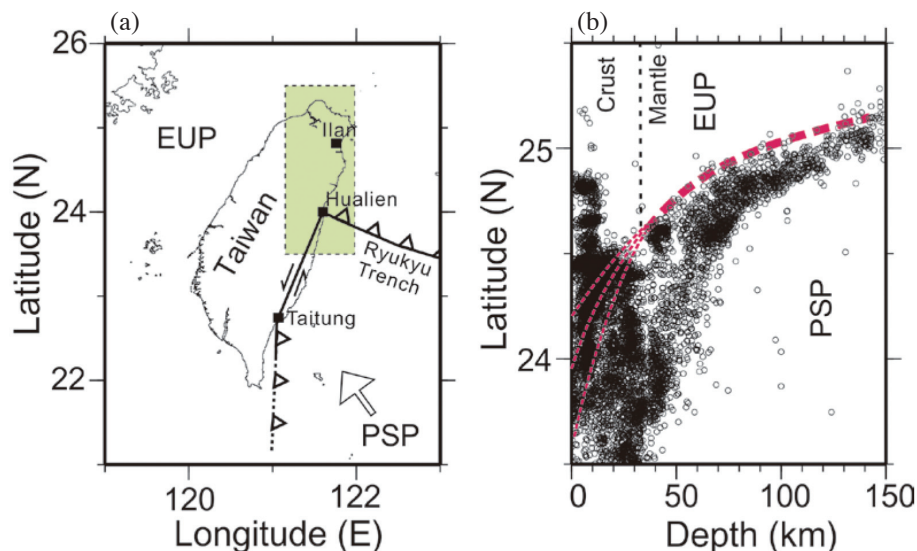 (a)
26
24
22
120
122
Latitude (N)
Longitude (E)
EUP
Taiwan
Ilan
Hualien
Ryukyu
Trench
Taitung
PSP
(b)
25
24
0
50
100
150
Latitude (N)
Depth (km)
Crust
Mantle
EUP
PSP